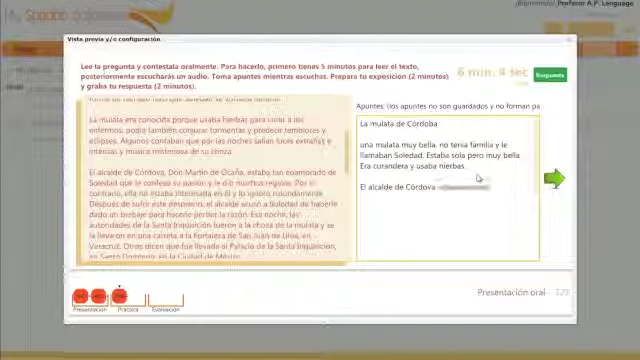 ¡Bienvenido, Profesor A.P. Language
My Spanish
Vista previa y/o configuración
Lee la pregunta y contéstala oralmente. Para hacerlo, primero tienes 5 minutos para leer el texto,
posteriormente escucharás un audio. Toma apuntes mientras escuchas. Prepara tu exposición (2 minutos)
y graba tu respuesta (2 minutos).
6 min. 4 sec
Respuesta
La mulata era conocida porque usaba hierbas para curar a los
enfermos, podía también conjurar tormentas y predecir temblores y
eclipses. Algunos contaban que por las noches salían luces extrañas e
intensas y música misteriosa de su choza.
El alcalde de Córdova, Don Martín de Ocaña, estaba tan enamorado de
Soledad que le confesó su pasión y le dio muchos regalos. Por el
contrario, ella no estaba interesada en él y lo ignoró rotundamente.
Después de sufrir este desprecio, el alcalde acusó a Soledad de haberle
dado un brebaje para hacerle perder la razón. Esa noche, las
autoridades de la Santa Inquisición fueron a la choza de la mulata y se
la llevaron en una carreta a la Fortaleza de San Juan de Ulúa, en
Veracruz. Otros dicen que fue llevada al Palacio de la Santa Inquisición,
en Santo Domingo, en la Ciudad de México.
Apuntes: (los apuntes no son guardados y no forman pa
La mulata de Córdoba
una mulata muy bella. no tenia familia y le
llamaban Soledad. Estaba sola pero muy bella
Era curandera y usaba hierbas.
El alcalde de Córdova
Presentación
Práctica
Evaluación
Presentación oral - 129